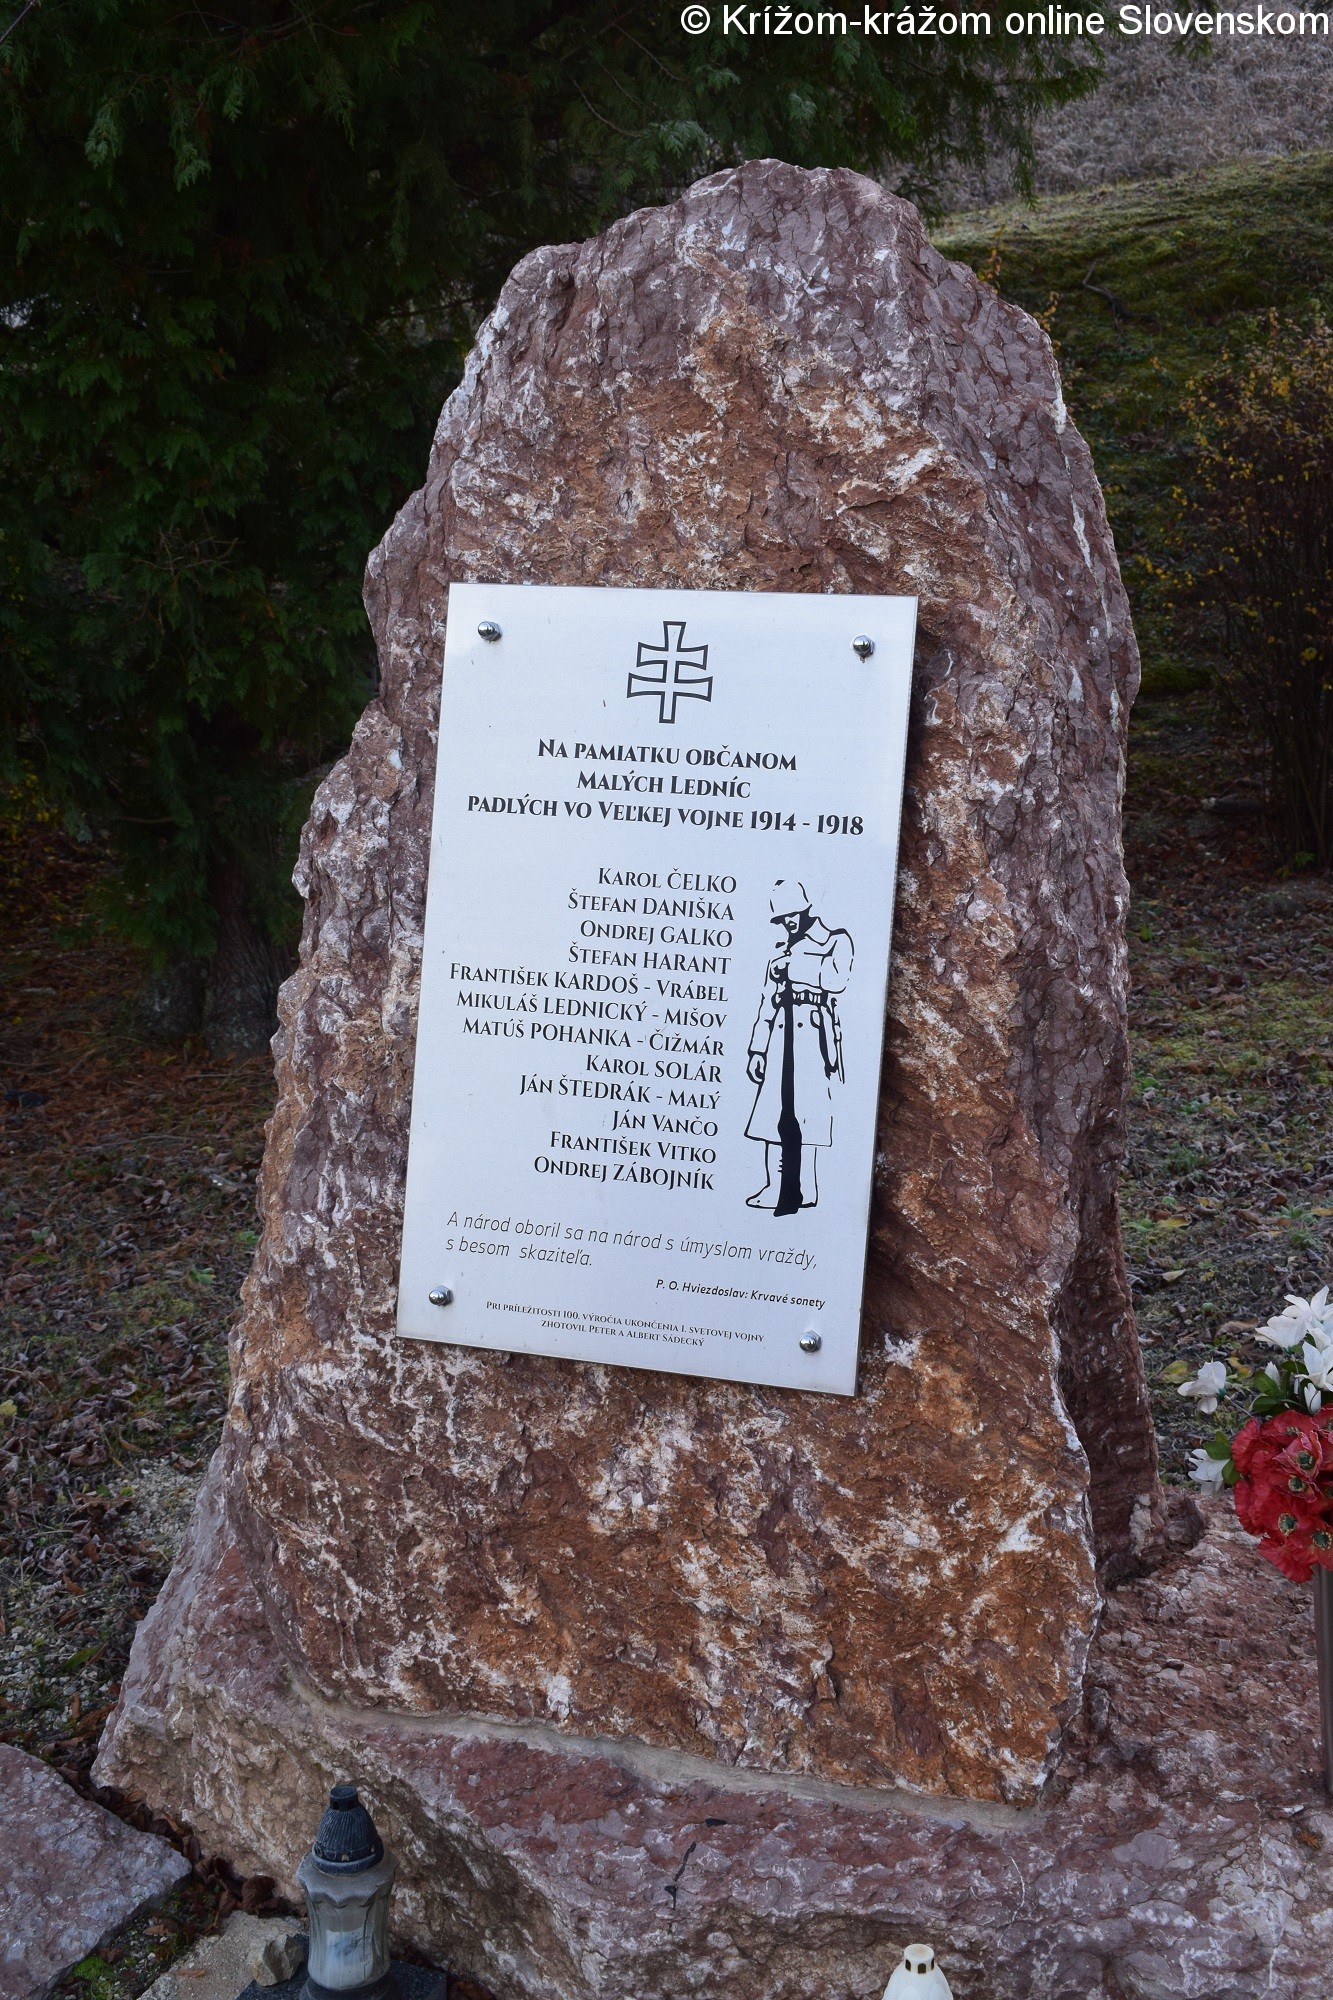 © Krížom-krážom online Slovenskom
Na pamiatku občanom
Malých Ledníc
padlých vo Veľkej vojne 1914 - 1918
Karol ČELKO
Štefan DANIŠKA
Ondrej GALKO
Štefan HARANT
František KARDOŠ - Vrábel
Mikuláš LEDNICKÝ - Mišov
Matúš POHANKA - Čižmár
Karol SOLÁR
Ján ŠTEDRÁK - Malý
Ján Vančo
František Vitko
Ondrej ZÁBOJNÍK
A národ oboril sa na národ s úmyslom vraždy,
s besom skaziteľa.
P. O. Hviezdoslav: Krvavé sonety
Pri príležitosti 100. výročia ukončenia I. svetovej vojny
zhotovil Peter a Albert Sádecký